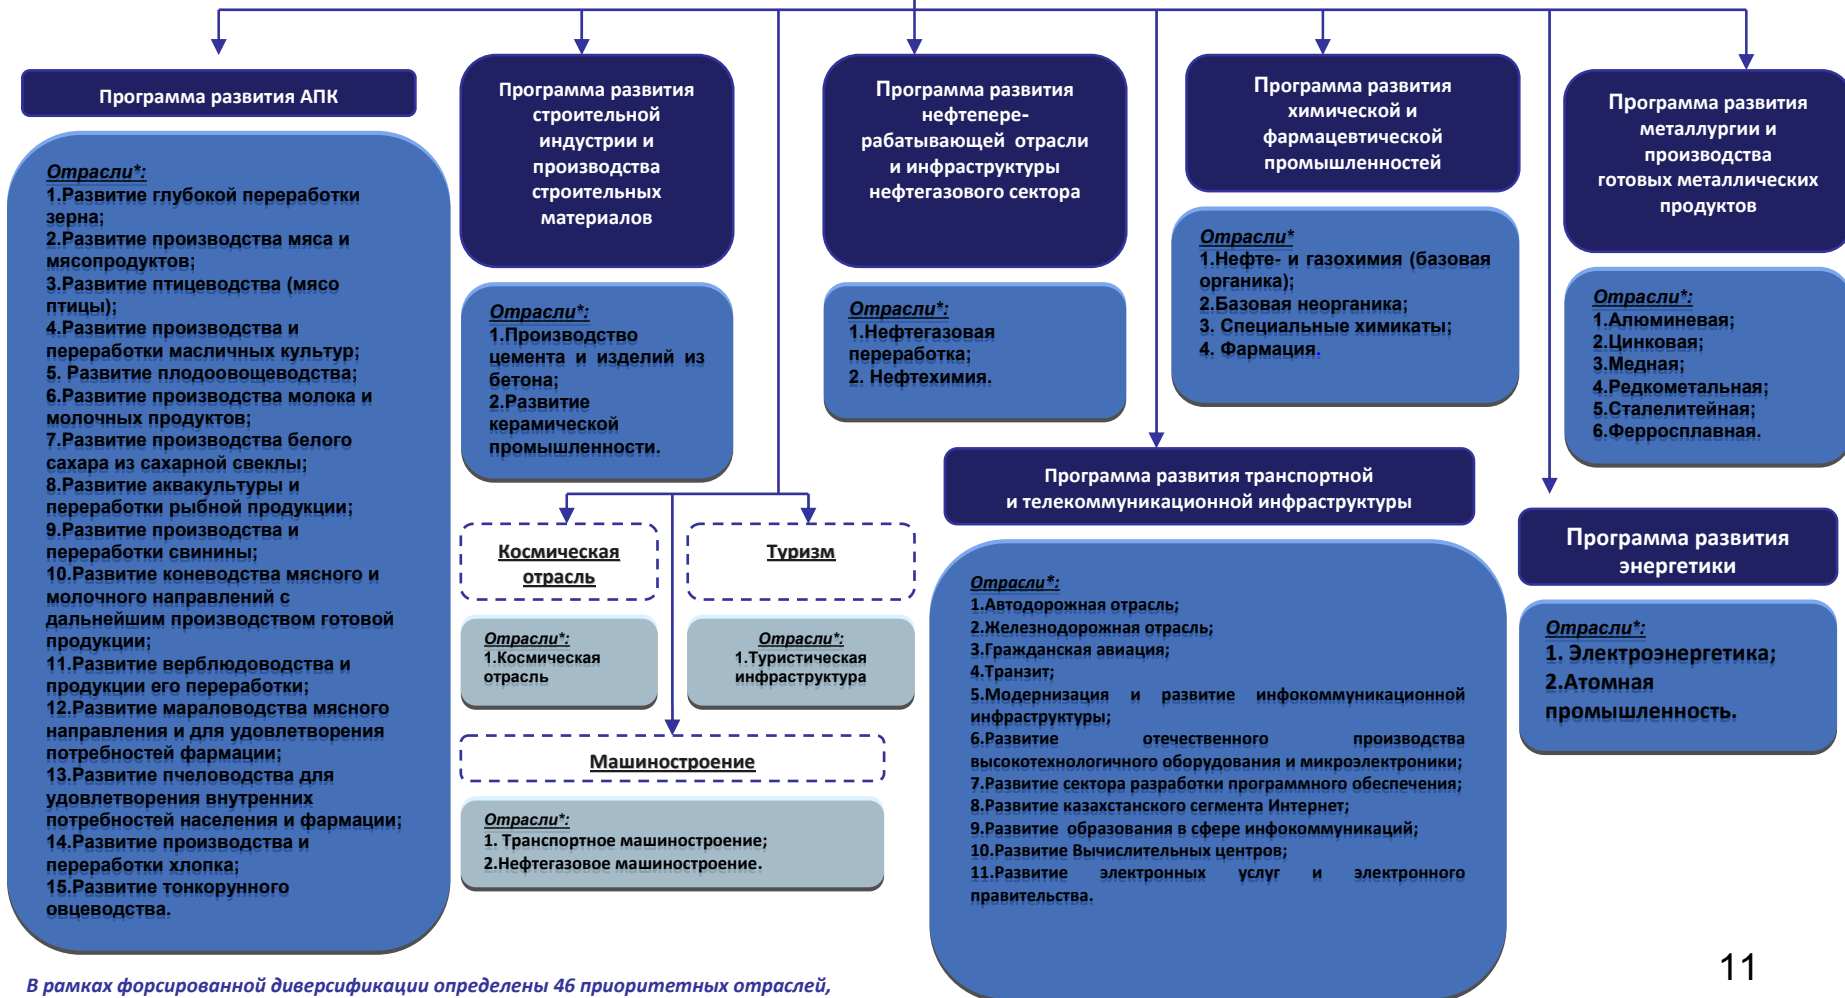 Программа развития АПК
Отрасли*:
1.Развитие глубокой переработки
зерна;
2.Развитие производства мяса и
мясопродуктов;
3.Развитие птицеводства (мясо
птицы);
4.Развитие производства и
переработки масличных культур;
5. Развитие плодоовощеводства;
6.Развитие производства молока и
молочных продуктов;
7.Развитие производства белого
сахара из сахарной свеклы;
8.Развитие аквакультуры и
переработки рыбной продукции;
9.Развитие производства и
переработки свинины;
10.Развитие коневодства мясного и
молочного направлений с
дальнейшим производством готовой
продукции;
11.Развитие верблюдоводства и
продукции его переработки;
12.Развитие мараловодства мясного
направления и для удовлетворения
потребностей фармации;
13.Развитие пчеловодства для
удовлетворения внутренних
потребностей населения и фармации;
14.Развитие производства и
переработки хлопка;
15.Развитие тонкорунного
овцеводства.
Программа развития
строительной
индустрии и
производства
строительных
материалов
Отрасли*:
1.Производство
цемента и изделий из
бетона;
2.Развитие
керамической
промышленности.
Программа развития
нефтепере-
рабатывающей отрасли
и инфраструктуры
нефтегазового сектора
Отрасли*:
1.Нефтегазовая
переработка;
2. Нефтехимия.
Программа развития
химической и
фармацевтической
промышленностей
Отрасли*
1.Нефте- и газохимия (базовая
органика);
2.Базовая неорганика;
3. Специальные химикаты;
4. Фармация.
Программа развития
металлургии и
производства
готовых металлических
продуктов
Отрасли*:
1.Алюминевая;
2.Цинковая;
3.Медная;
4.Редкометальная;
5.Сталелитейная;
6.Ферросплавная.
Космическая
отрасль
Отрасли*:
1.Космическая
отрасль
Туризм
Отрасли*:
1.Туристическая
инфраструктура
Машиностроение
Отрасли*:
1. Транспортное машиностроение;
2.Нефтегазовое машиностроение.
Программа развития транспортной
и телекоммуникационной инфраструктуры
Отрасли*:
1.Автодорожная отрасль;
2.Железнодорожная отрасль;
3.Гражданская авиация;
4.Транзит;
5.Модернизация и развитие инфокоммуникационной
инфраструктуры;
6.Развитие отечественного производства
высокотехнологичного оборудования и микроэлектроники;
7.Развитие сектора разработки программного обеспечения;
8.Развитие казахстанского сегмента Интернет;
9.Развитие образования в сфере инфокоммуникаций;
10.Развитие Вычислительных центров;
11.Развитие электронных услуг и электронного
правительства.
Программа развития
энергетики
Отрасли*:
1. Электроэнергетика;
2.Атомная
промышленность.
В рамках форсированной диверсификации определены 46 приоритетных отраслей,
11